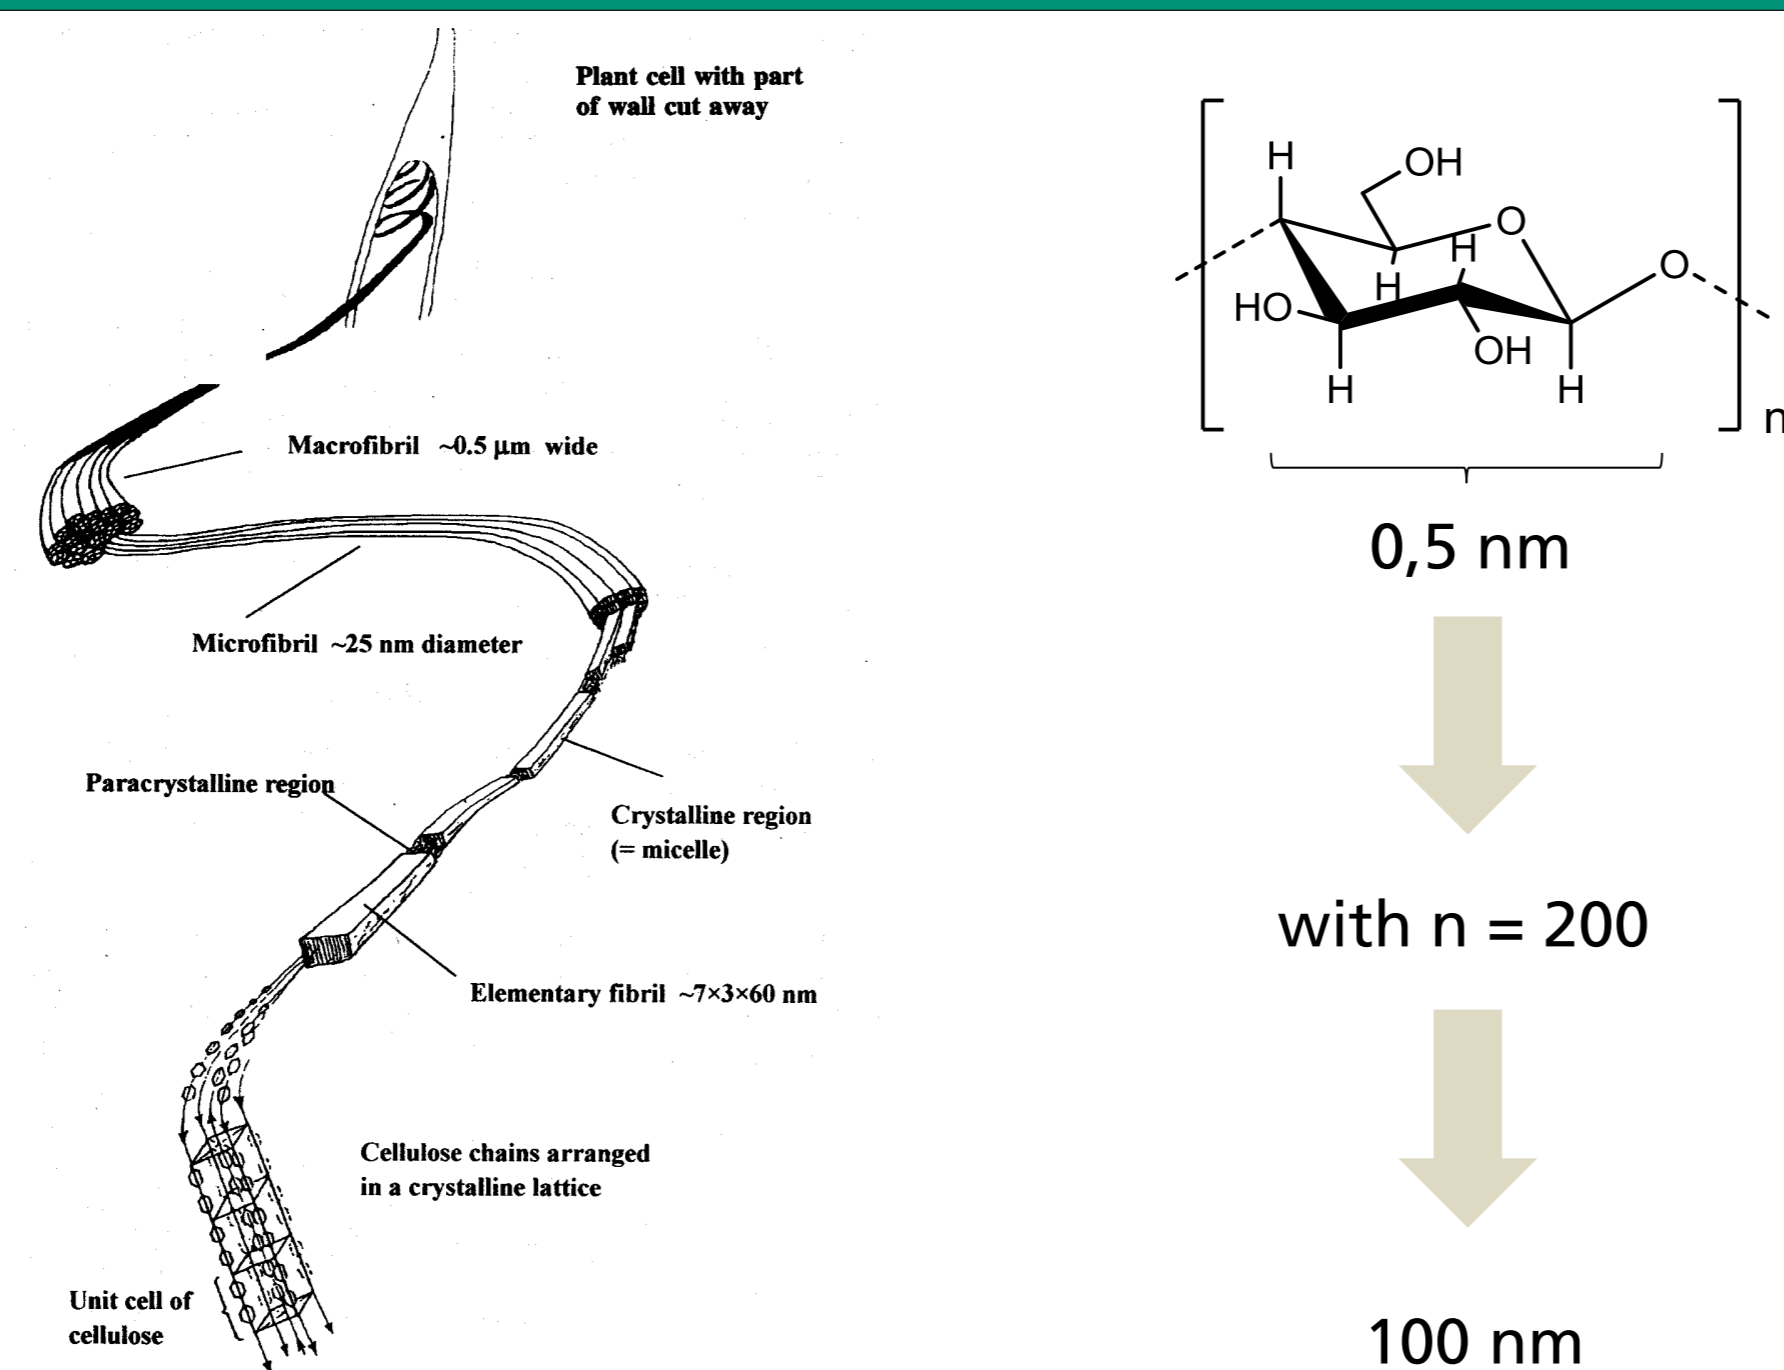 Plant cell with part
of wall cut away
Macrofibril ~0.5 μm wide
Microfibril ~25 nm diameter
Paracrystalline region
Crystalline region
(= micelle)
Elementary fibril ~7×3×60 nm
Cellulose chains arranged
in a crystalline lattice
Unit cell of
cellulose
H
OH
O
H
O
H
HO
OH
H
H
n
0,5 nm
with n = 200
100 nm